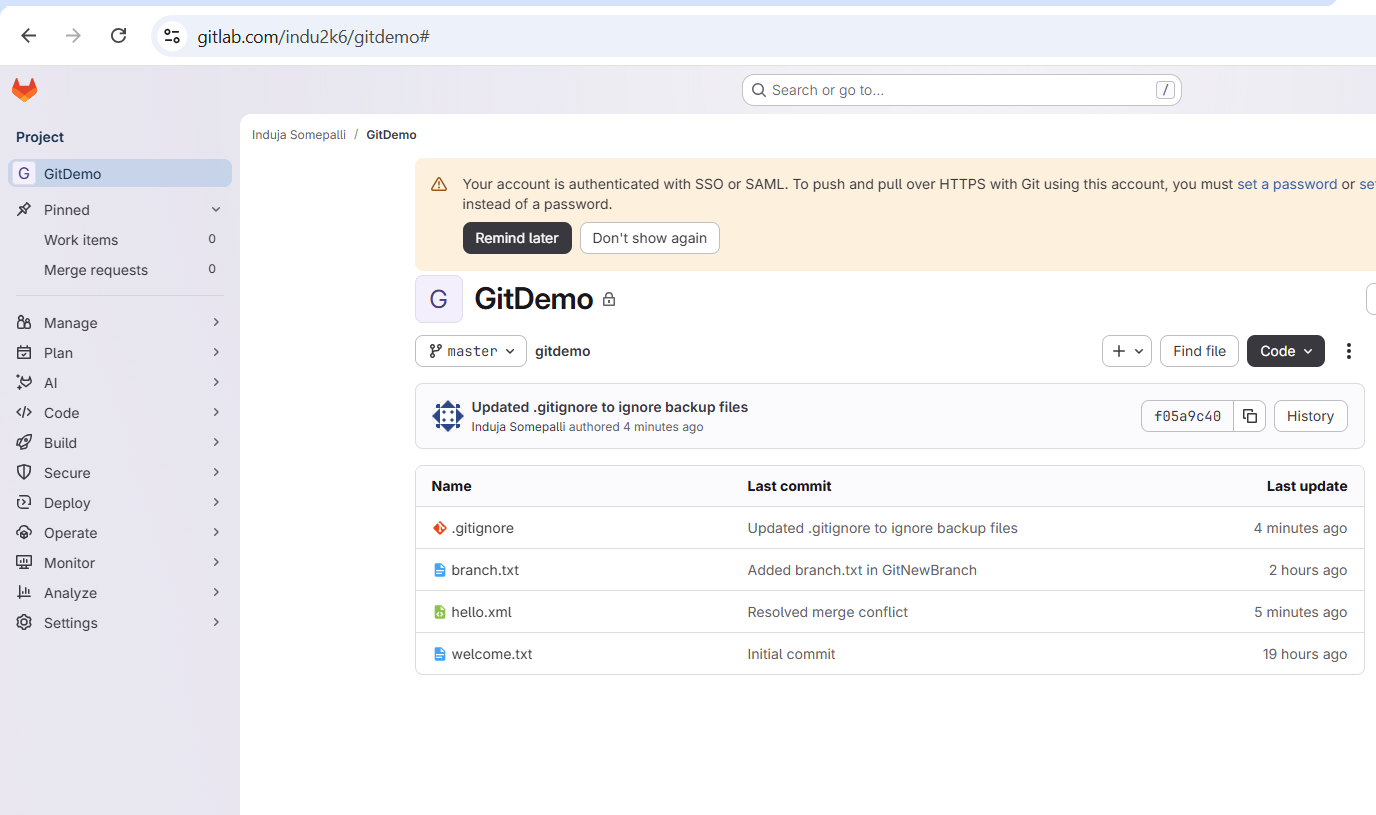 gitlab.com/indu2k6/gitdemo#
Search or go to... /
Project
G GitDemo
Pinned
Work items 0
Merge requests 0
Manage
Plan
AI
Code
Build
Secure
Deploy
Operate
Monitor
Analyze
Settings
Induja Somepalli / GitDemo
Your account is authenticated with SSO or SAML. To push and pull over HTTPS with Git using this account, you must set a password or
instead of a password.
Remind later Don't show again
G GitDemo
master gitdemo + Find file Code
Updated .gitignore to ignore backup files
Induja Somepalli authored 4 minutes ago
f05a9c40 History
Name Last commit Last update
.gitignore Updated .gitignore to ignore backup files 4 minutes ago
branch.txt Added branch.txt in GitNewBranch 2 hours ago
hello.xml Resolved merge conflict 5 minutes ago
welcome.txt Initial commit 19 hours ago